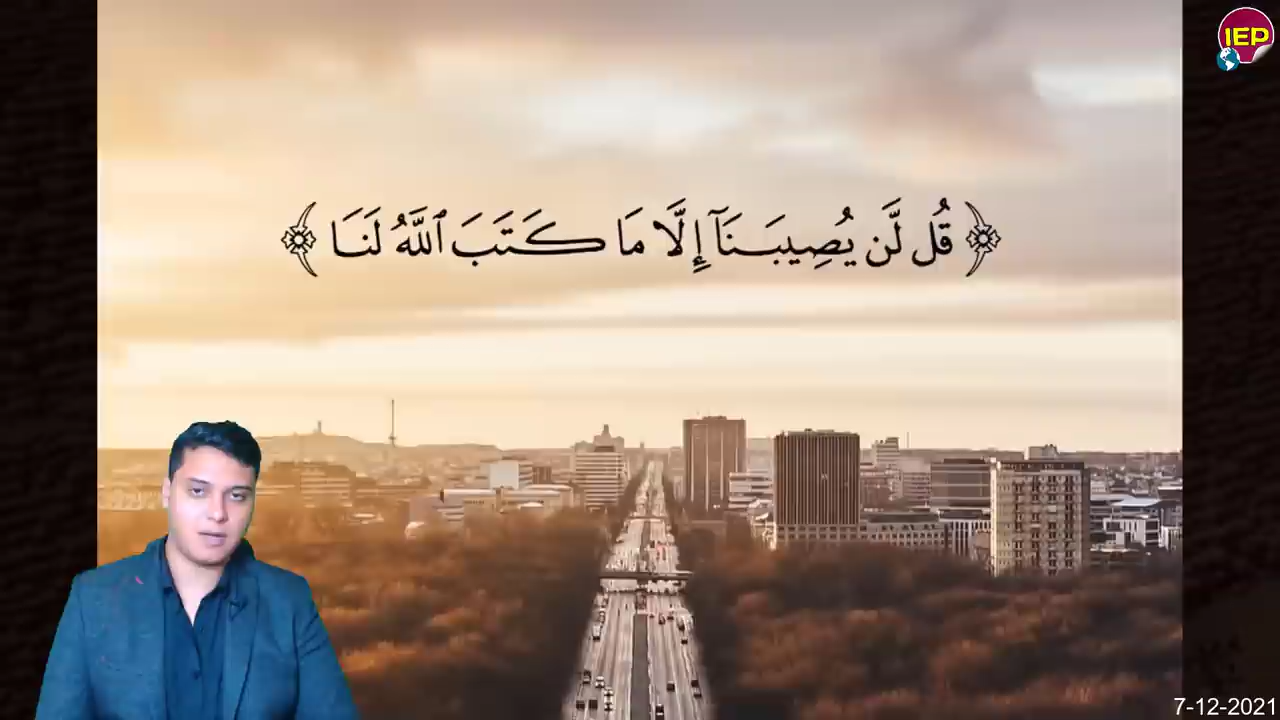 IEP
﴿قُل لَّن يُصِيبَنَآ إِلَّا مَا كَتَبَ ٱللَّهُ لَنَا﴾
7-12-2021